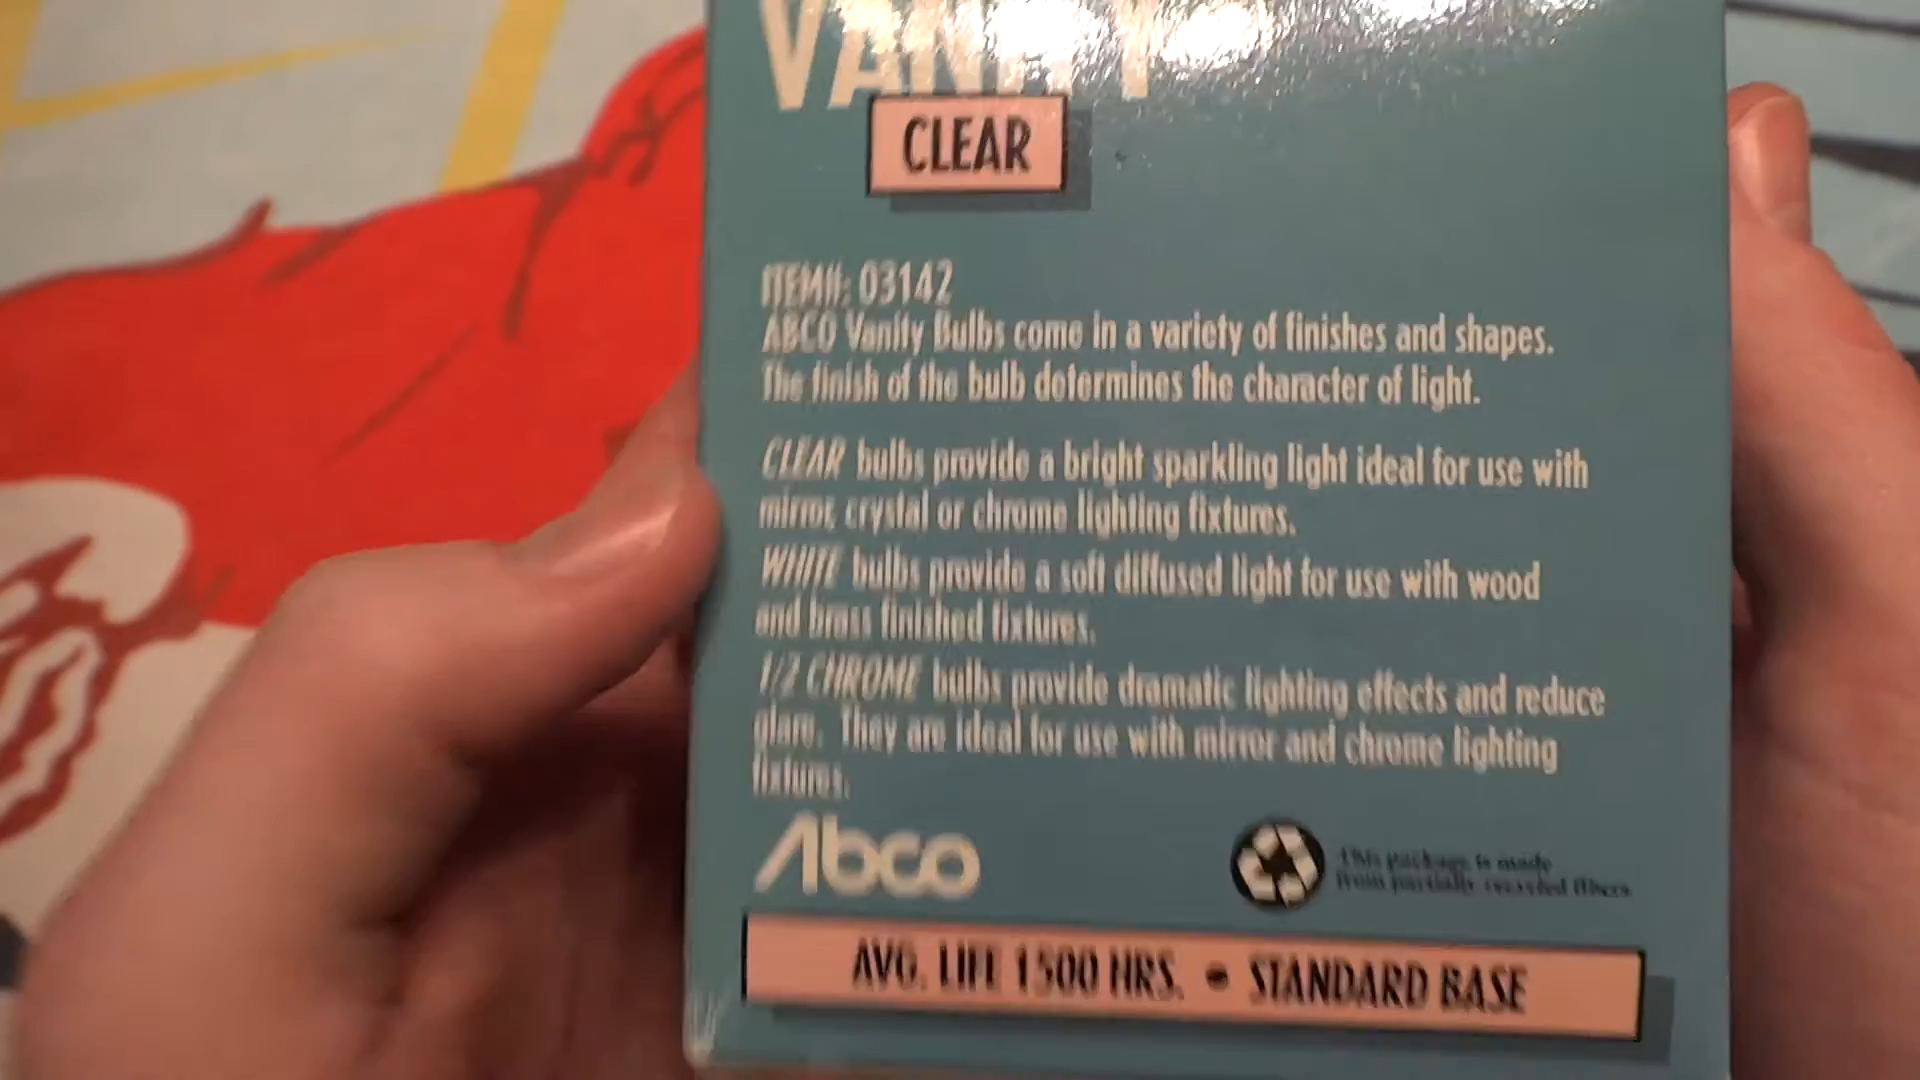 VANITY
CLEAR
ITEM#: 03142
ABCO Vanity Bulbs come in a variety of finishes and shapes.
The finish of the bulb determines the character of light.
CLEAR bulbs provide a bright sparkling light ideal for use with
mirror, crystal or chrome lighting fixtures.
WHITE bulbs provide a soft diffused light for use with wood
and brass finished fixtures.
1/2 CHROME bulbs provide dramatic lighting effects and reduce
glare. They are ideal for use with mirror and chrome lighting
fixtures.
Abco
This package is made
from partially recycled fibers
AVG. LIFE 1500 HRS. • STANDARD BASE